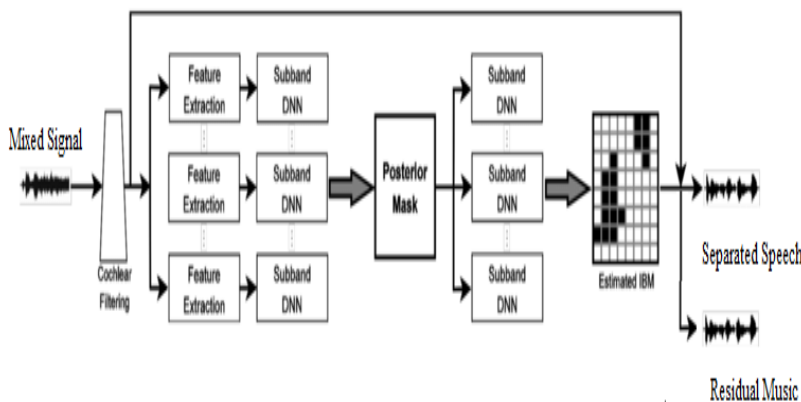 Mixed Signal
Cochlear
Filtering
Feature
Extraction
Subband
DNN
Feature
Extraction
Subband
DNN
Feature
Extraction
Subband
DNN
Posterior
Mask
Subband
DNN
Subband
DNN
Subband
DNN
Estimated IBM
Separated Speech
Residual Music